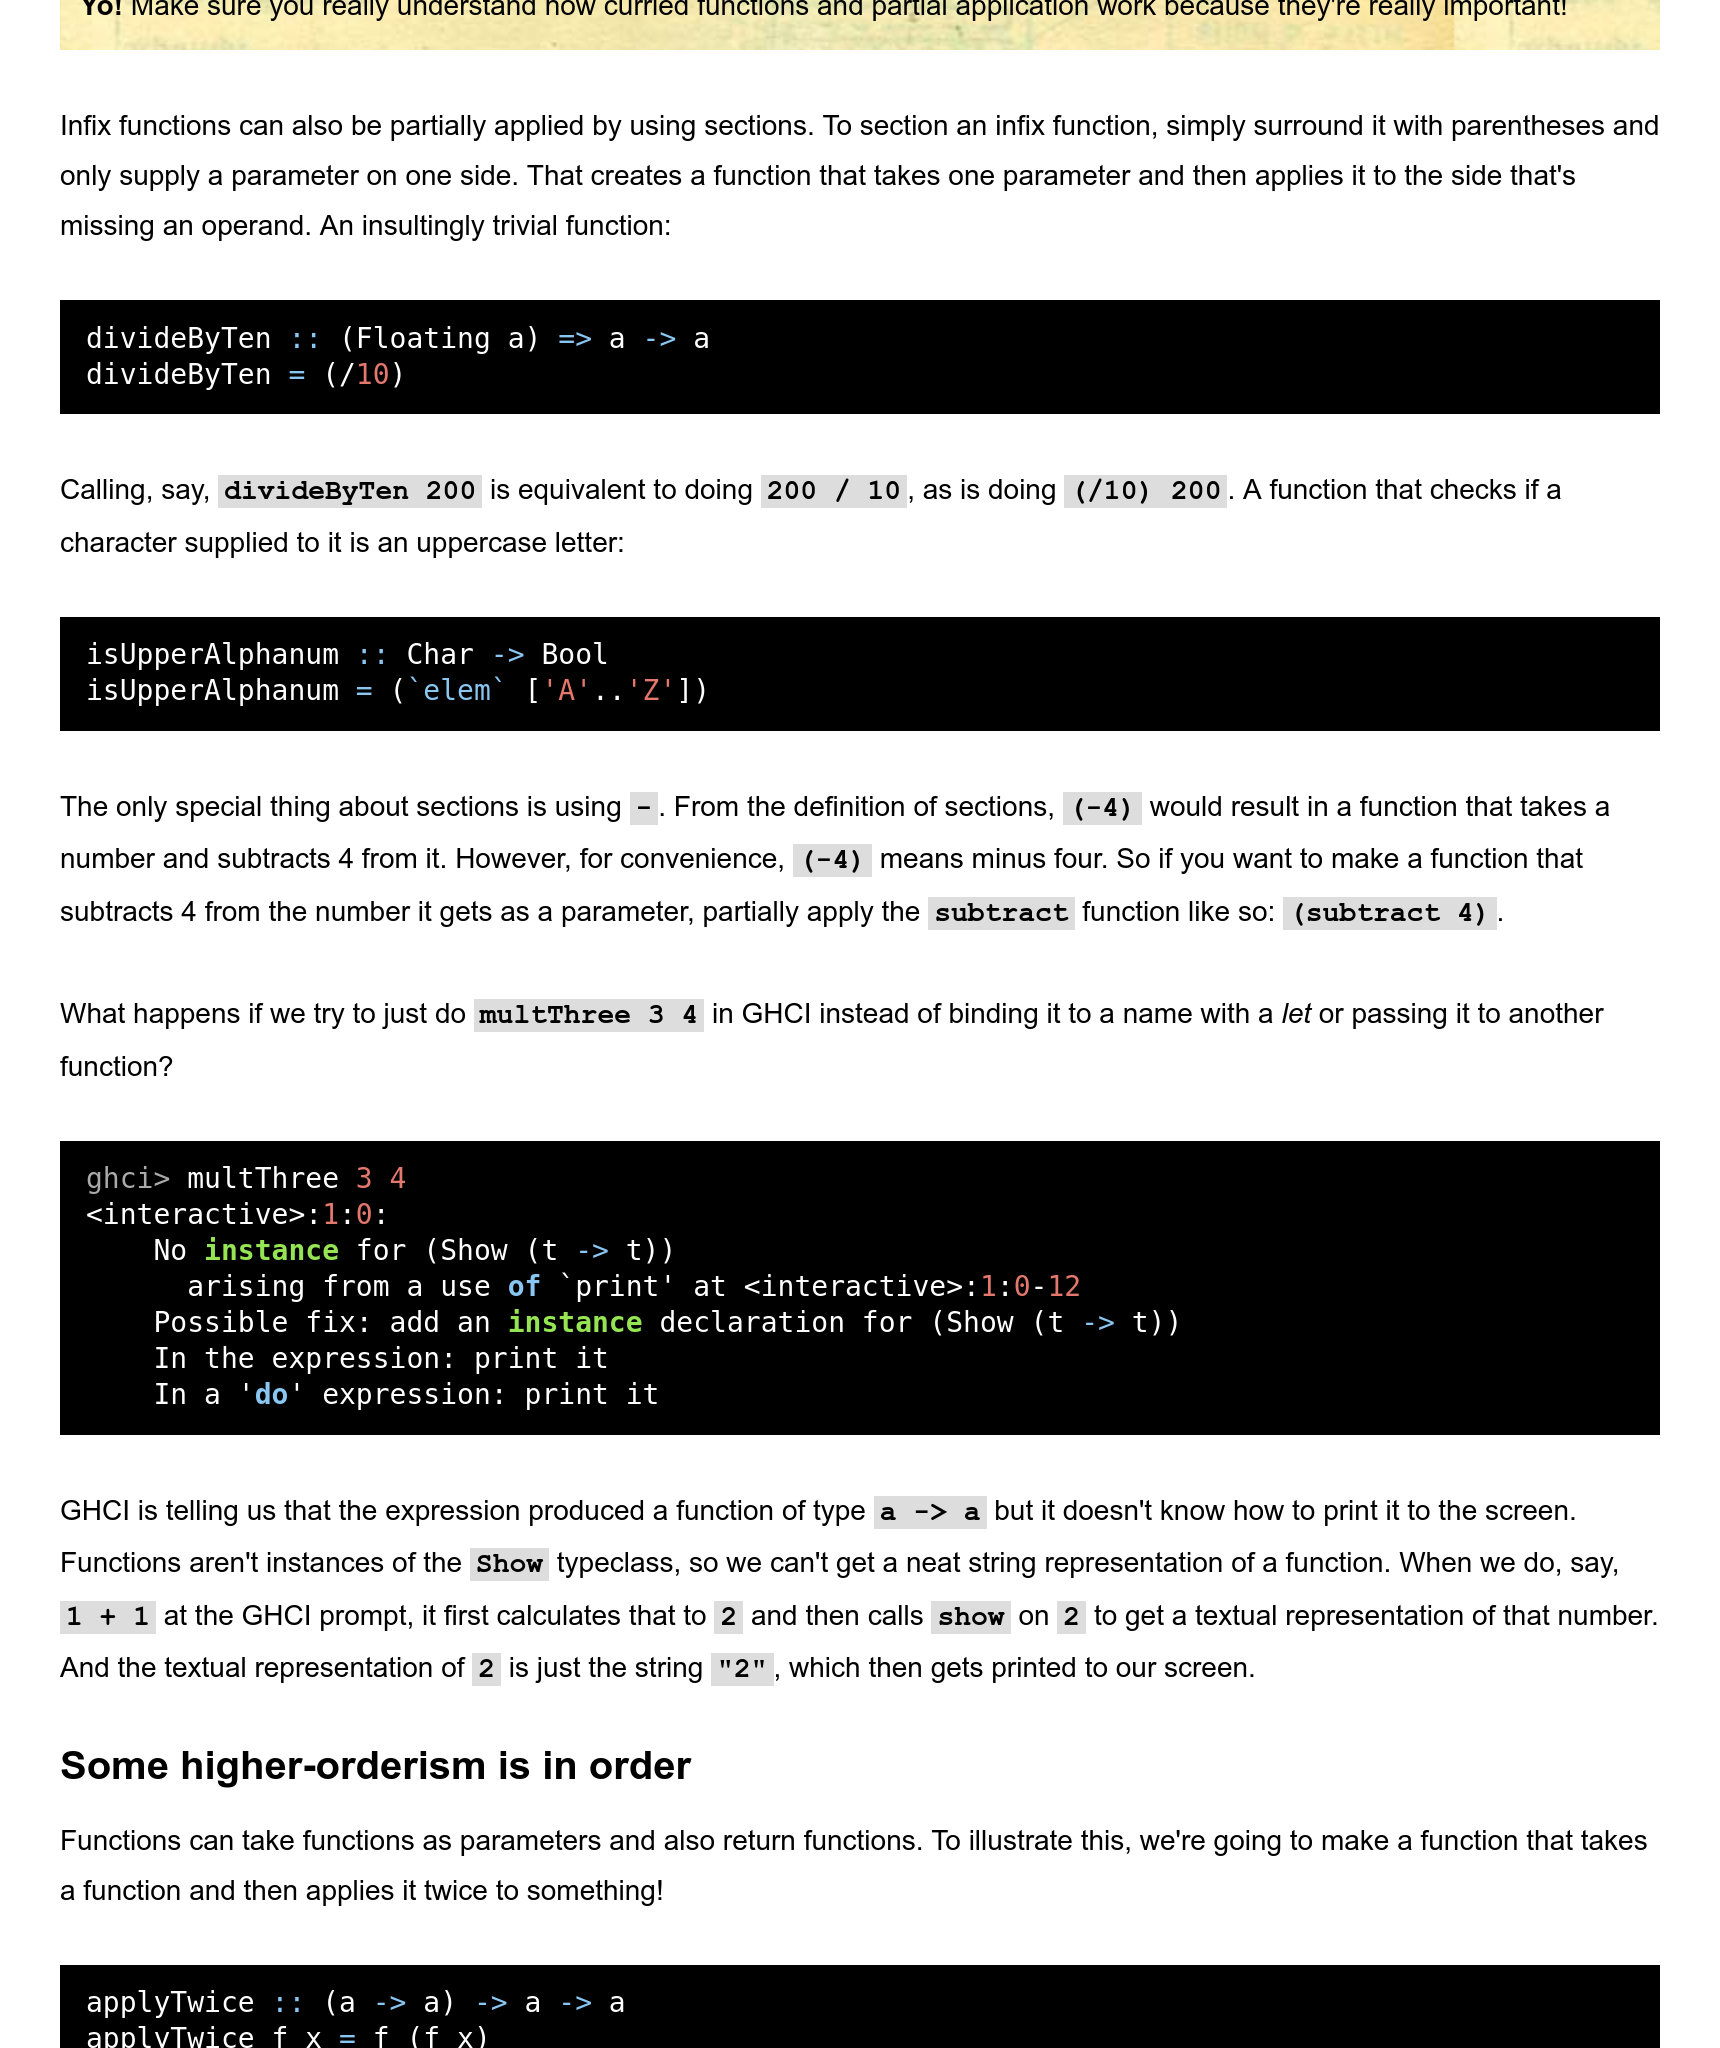 Yo! Make sure you really understand how curried functions and partial application work because they're really important!
Infix functions can also be partially applied by using sections. To section an infix function, simply surround it with parentheses and
only supply a parameter on one side. That creates a function that takes one parameter and then applies it to the side that's
missing an operand. An insultingly trivial function:
divideByTen :: (Floating a) => a -> a
divideByTen = (/10)
Calling, say, divideByTen 200 is equivalent to doing 200 / 10, as is doing (/10) 200. A function that checks if a
character supplied to it is an uppercase letter:
isUpperAlphanum :: Char -> Bool
isUpperAlphanum = (`elem` ['A'..'Z'])
The only special thing about sections is using -. From the definition of sections, (-4) would result in a function that takes a
number and subtracts 4 from it. However, for convenience, (-4) means minus four. So if you want to make a function that
subtracts 4 from the number it gets as a parameter, partially apply the subtract function like so: (subtract 4).
What happens if we try to just do multThree 3 4 in GHCI instead of binding it to a name with a let or passing it to another
function?
ghci> multThree 3 4
<interactive>:1:0:
    No instance for (Show (t -> t))
      arising from a use of `print' at <interactive>:1:0-12
    Possible fix: add an instance declaration for (Show (t -> t))
    In the expression: print it
    In a 'do' expression: print it
GHCI is telling us that the expression produced a function of type a -> a but it doesn't know how to print it to the screen.
Functions aren't instances of the Show typeclass, so we can't get a neat string representation of a function. When we do, say,
1 + 1 at the GHCI prompt, it first calculates that to 2 and then calls show on 2 to get a textual representation of that number.
And the textual representation of 2 is just the string "2", which then gets printed to our screen.
Some higher-orderism is in order
Functions can take functions as parameters and also return functions. To illustrate this, we're going to make a function that takes
a function and then applies it twice to something!
applyTwice :: (a -> a) -> a -> a
applyTwice f x = f (f x)